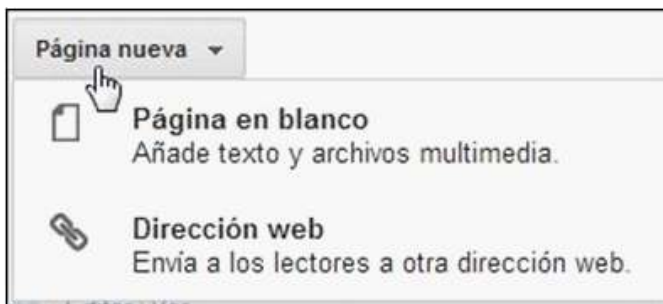 Página nueva
Página en blanco
Añade texto y archivos multimedia.
Dirección web
Envía a los lectores a otra dirección web.